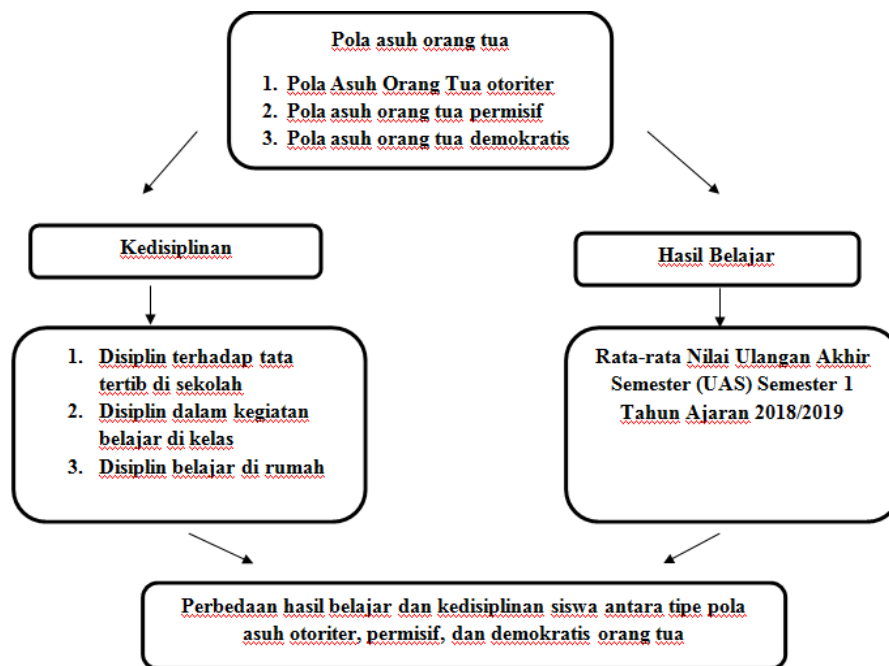 Pola asuh orang tua
1. Pola Asuh Orang Tua otoriter
2. Pola asuh orang tua permisif
3. Pola asuh orang tua demokratis
Kedisiplinan
Hasil Belajar
1. Disiplin terhadap tata
tertib di sekolah
2. Disiplin dalam kegiatan
belajar di kelas
3. Disiplin belajar di rumah
Rata-rata Nilai Ulangan Akhir
Semester (UAS) Semester 1
Tahun Ajaran 2018/2019
Perbedaan hasil belajar dan kedisiplinan siswa antara tipe pola
asuh otoriter, permisif, dan demokratis orang tua